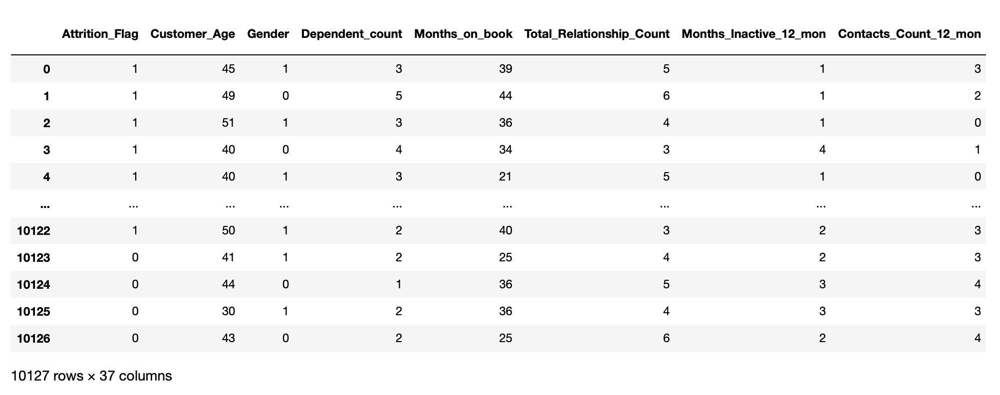 Attrition_Flag Customer_Age Gender Dependent_count Months_on_book Total_Relationship_Count Months_Inactive_12_mon Contacts_Count_12_mon
0 1 45 1 3 39 5 1 3
1 1 49 0 5 44 6 1 2
2 1 51 1 3 36 4 1 0
3 1 40 0 4 34 3 4 1
4 1 40 1 3 21 5 1 0
... ... ... ... ... ... ... ... ...
10122 1 50 1 2 40 3 2 3
10123 0 41 1 2 25 4 2 3
10124 0 44 0 1 36 5 3 4
10125 0 30 1 2 36 4 3 3
10126 0 43 0 2 25 6 2 4
10127 rows × 37 columns